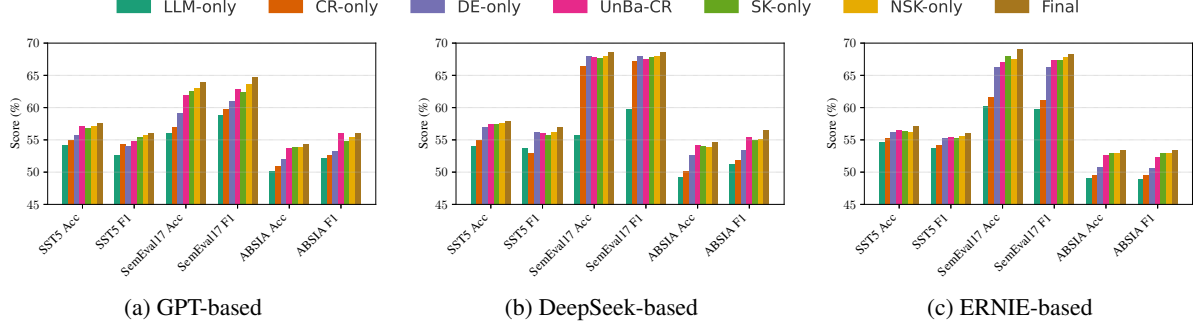 LLM-only CR-only DE-only UnBa-CR SK-only NSK-only Final
70
65
60
55
50
45
Score (%)
SST5 Acc
SST5 F1
SemEval17 Acc
SemEval17 F1
ABSIA Acc
ABSIA F1
(a) GPT-based
70
65
60
55
50
45
Score (%)
SST5 Acc
SST5 F1
SemEval17 Acc
SemEval17 F1
ABSIA Acc
ABSIA F1
(b) DeepSeek-based
70
65
60
55
50
45
Score (%)
SST5 Acc
SST5 F1
SemEval17 Acc
SemEval17 F1
ABSIA Acc
ABSIA F1
(c) ERNIE-based